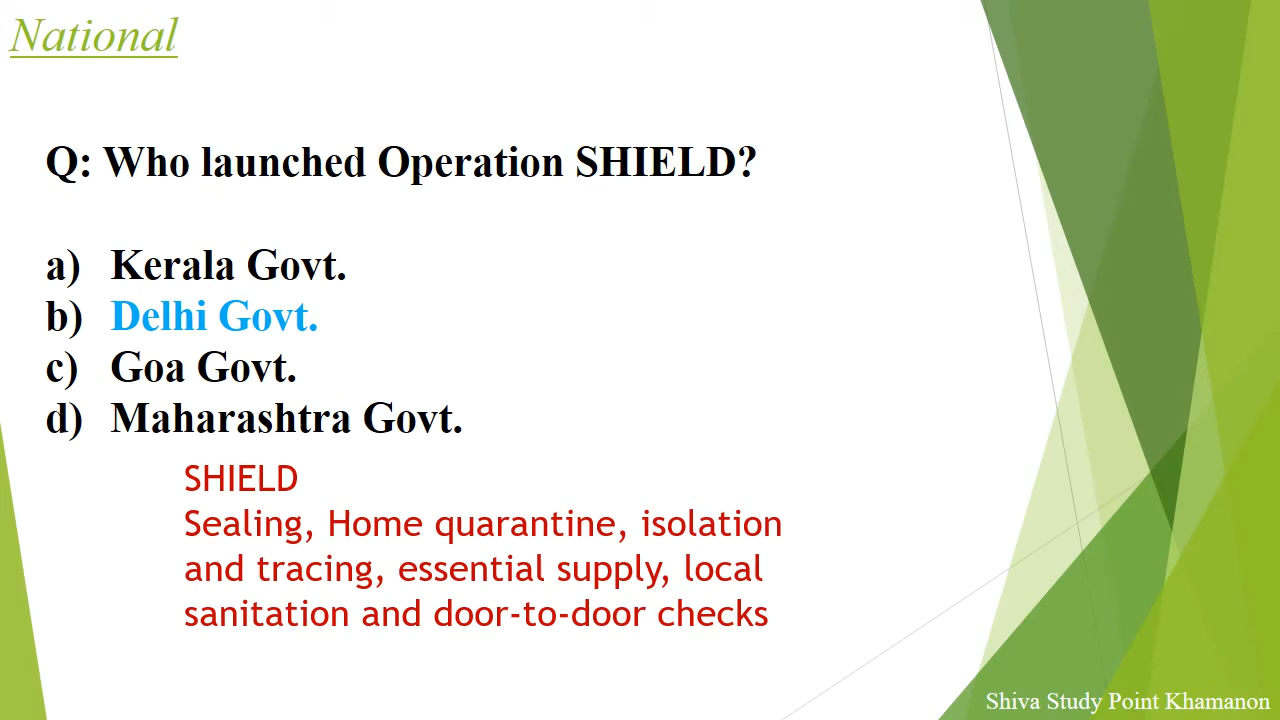 National
Q: Who launched Operation SHIELD?
a) Kerala Govt.
b) Delhi Govt.
c) Goa Govt.
d) Maharashtra Govt.
SHIELD
Sealing, Home quarantine, isolation
and tracing, essential supply, local
sanitation and door-to-door checks
Shiva Study Point Khamanon